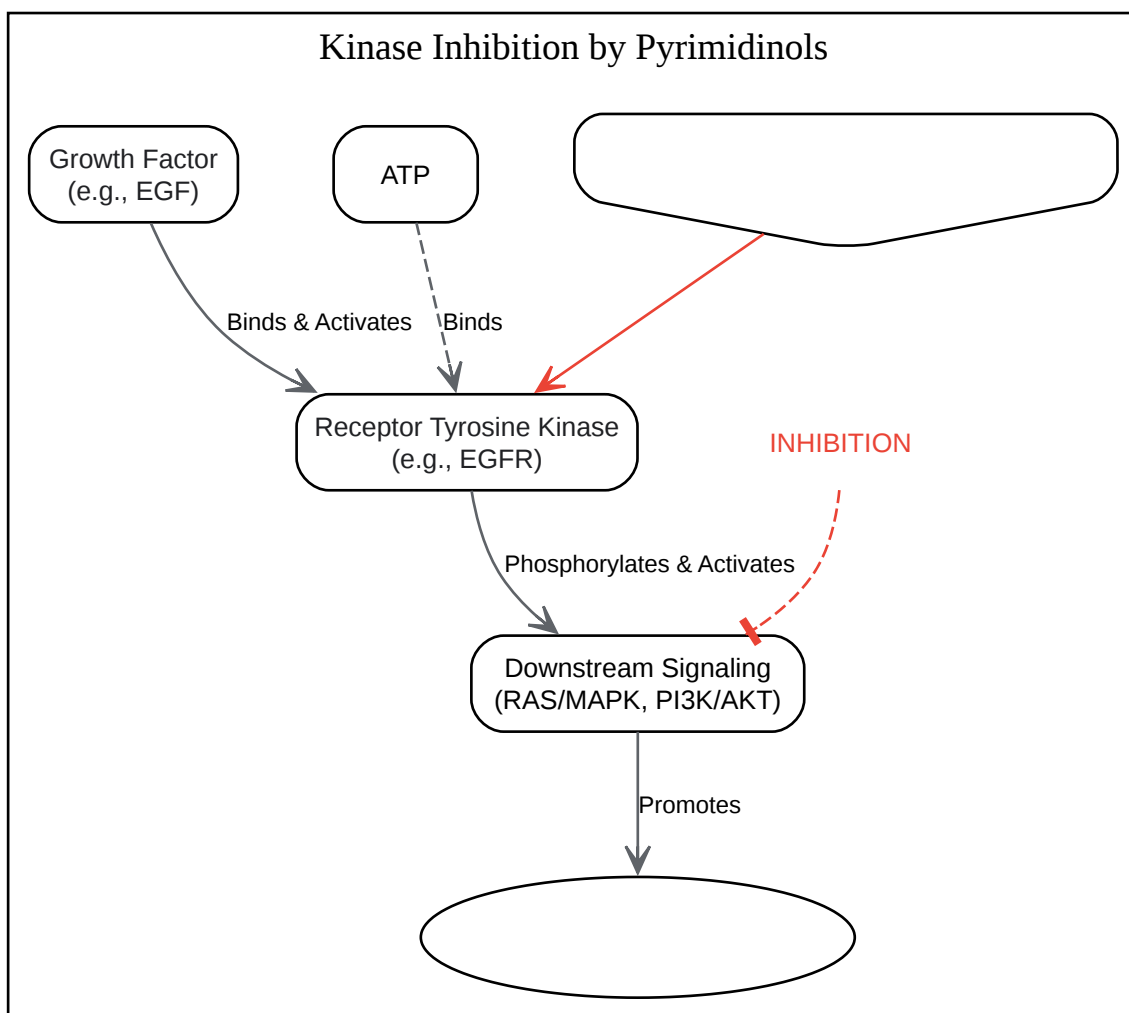 Kinase Inhibition by Pyrimidinols
Growth Factor
(e.g., EGF)
ATP
Binds & Activates
Binds
Receptor Tyrosine Kinase
(e.g., EGFR)
INHIBITION
Phosphorylates & Activates
Downstream Signaling
(RAS/MAPK, PI3K/AKT)
Promotes